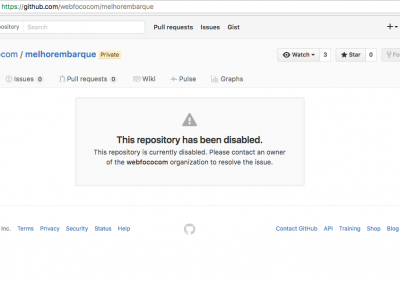 https://github.com/webfococom/melhorembarque
pository Search Pull requests Issues Gist
com / melhorembarque Private Watch 3 Star 0
Issues 0 Pull requests 0 Wiki Pulse Graphs
This repository has been disabled.
This repository is currently disabled. Please contact an owner
of the webfococom organization to resolve the issue.
Inc. Terms Privacy Security Status Help Contact GitHub API Training Shop Blog